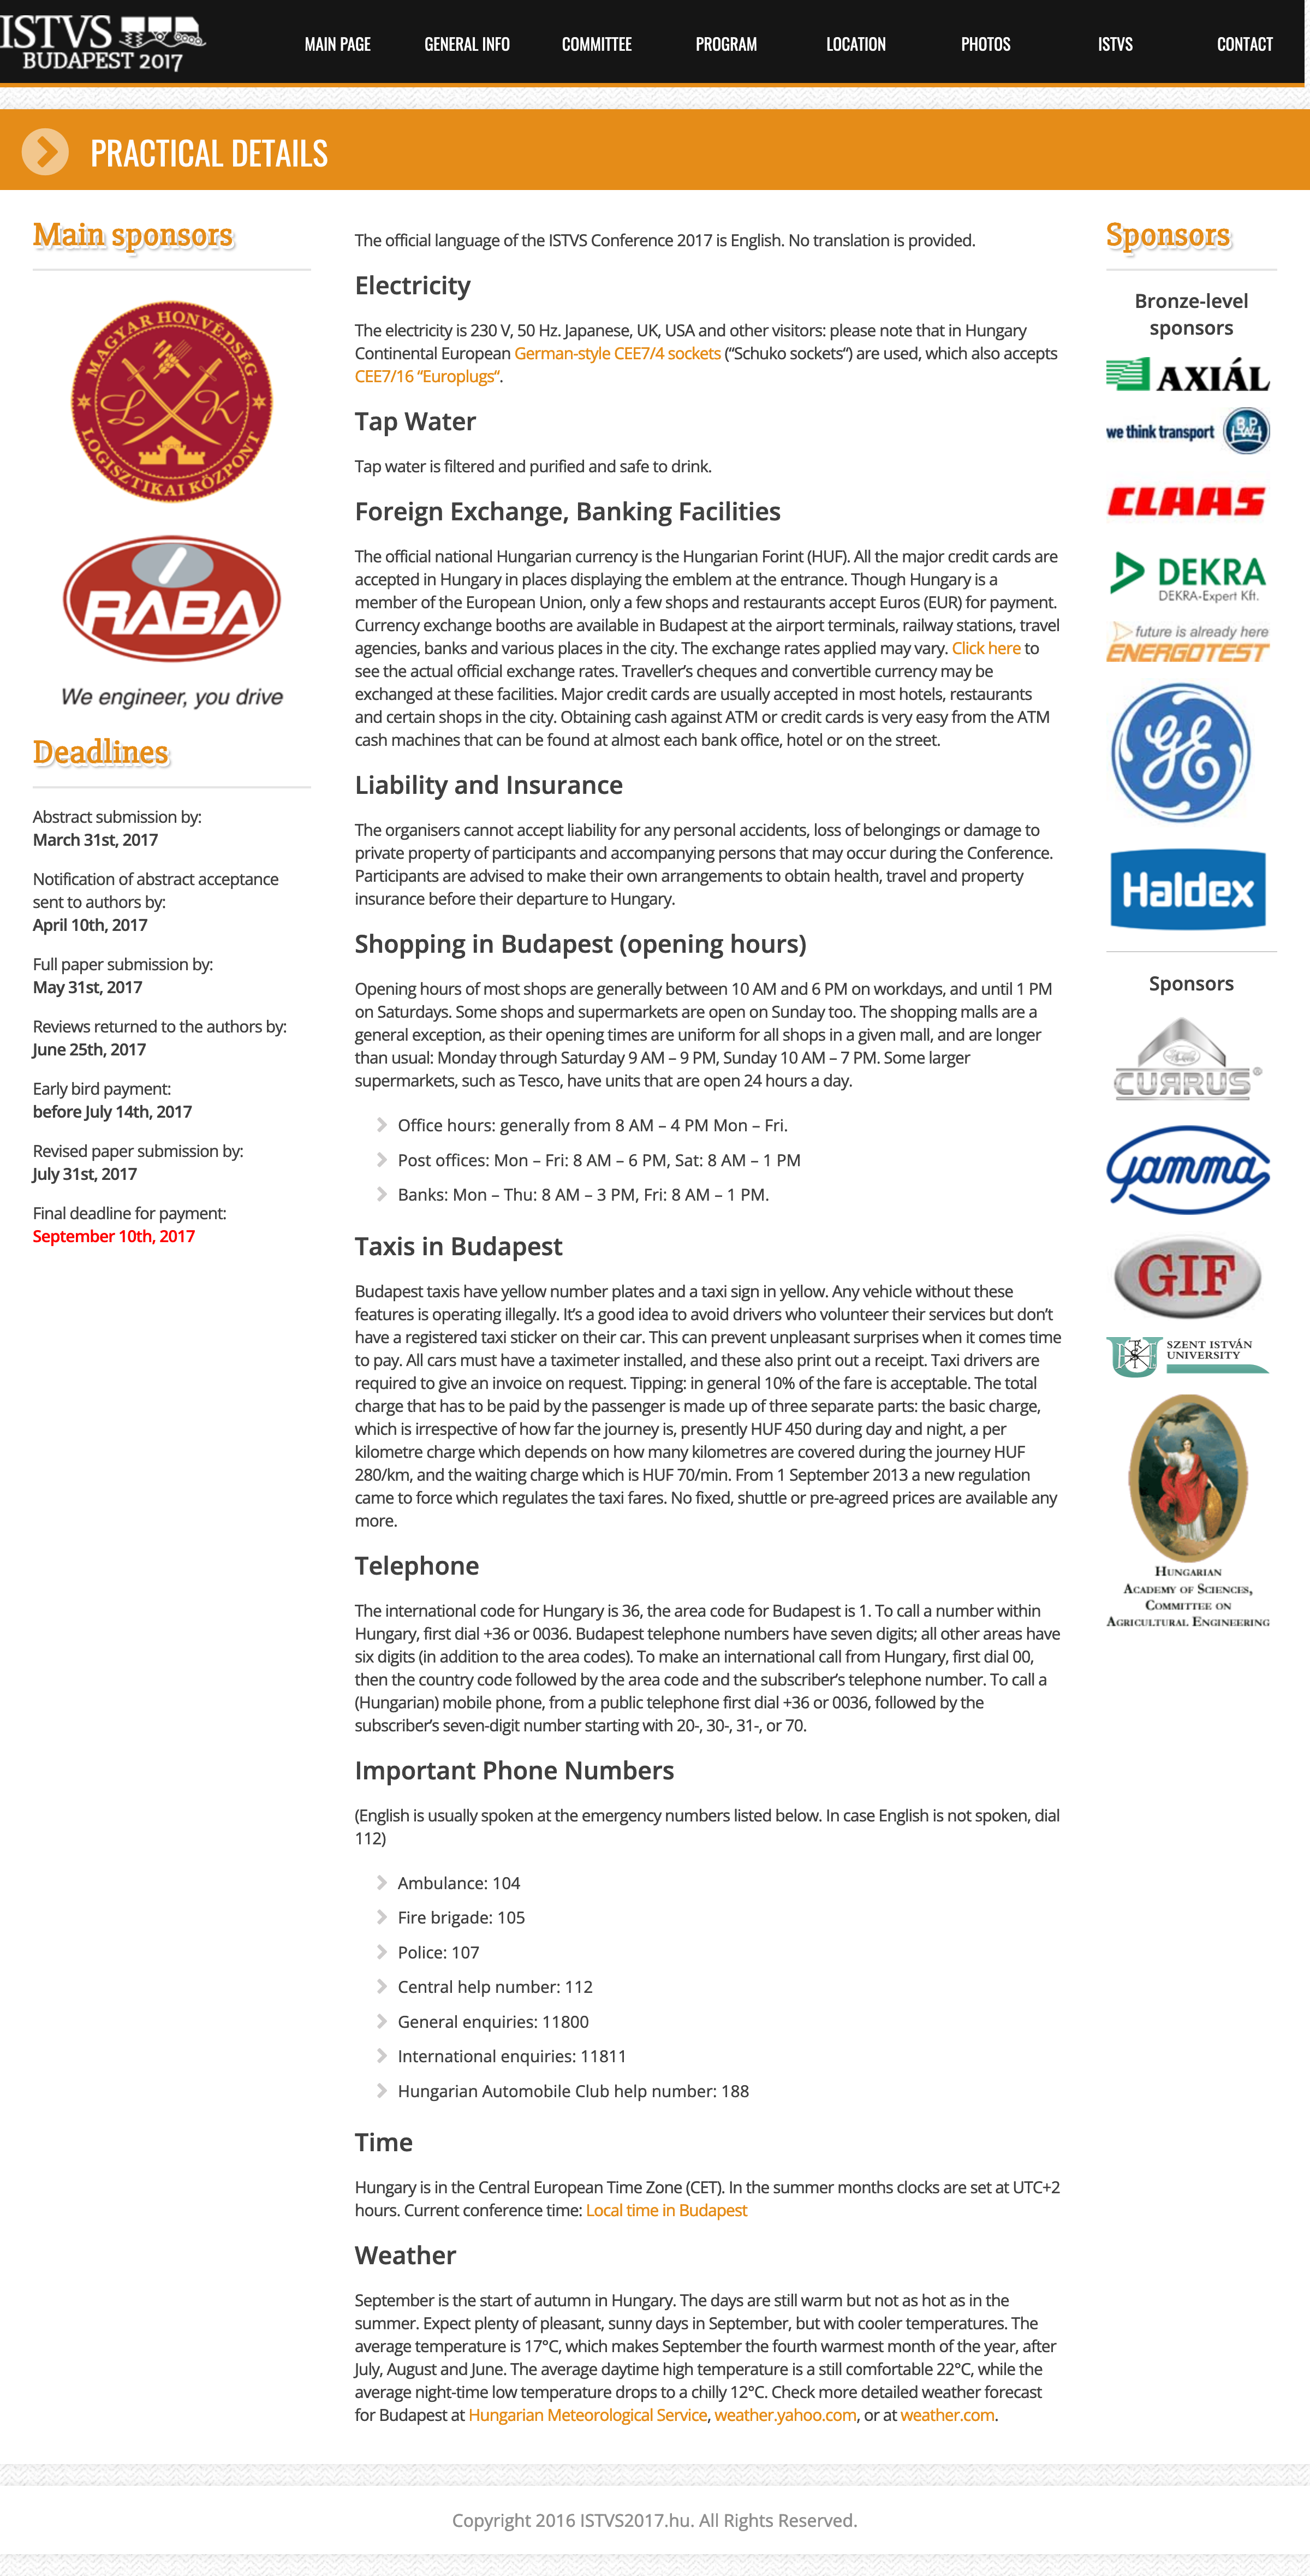 ISTVS
BUDAPEST 2017
MAIN PAGE
GENERAL INFO
COMMITTEE
PROGRAM
LOCATION
PHOTOS
ISTVS
CONTACT
PRACTICAL DETAILS
Main sponsors
MAGYAR HONVÉDSÉG
L K
LOGISZTIKAI KÖZPONT
RABA
We engineer, you drive
Deadlines
Abstract submission by:
March 31st, 2017
Notification of abstract acceptance
sent to authors by:
April 10th, 2017
Full paper submission by:
May 31st, 2017
Reviews returned to the authors by:
June 25th, 2017
Early bird payment:
before July 14th, 2017
Revised paper submission by:
July 31st, 2017
Final deadline for payment:
September 10th, 2017
The official language of the ISTVS Conference 2017 is English. No translation is provided.
Electricity
The electricity is 230 V, 50 Hz. Japanese, UK, USA and other visitors: please note that in Hungary
Continental European German-style CEE7/4 sockets (“Schuko sockets”) are used, which also accepts
CEE7/16 “Europlugs”.
Tap Water
Tap water is filtered and purified and safe to drink.
Foreign Exchange, Banking Facilities
The official national Hungarian currency is the Hungarian Forint (HUF). All the major credit cards are
accepted in Hungary in places displaying the emblem at the entrance. Though Hungary is a
member of the European Union, only a few shops and restaurants accept Euros (EUR) for payment.
Currency exchange booths are available in Budapest at the airport terminals, railway stations, travel
agencies, banks and various places in the city. The exchange rates applied may vary. Click here to
see the actual official exchange rates. Traveller’s cheques and convertible currency may be
exchanged at these facilities. Major credit cards are usually accepted in most hotels, restaurants
and certain shops in the city. Obtaining cash against ATM or credit cards is very easy from the ATM
cash machines that can be found at almost each bank office, hotel or on the street.
Liability and Insurance
The organisers cannot accept liability for any personal accidents, loss of belongings or damage to
private property of participants and accompanying persons that may occur during the Conference.
Participants are advised to make their own arrangements to obtain health, travel and property
insurance before their departure to Hungary.
Shopping in Budapest (opening hours)
Opening hours of most shops are generally between 10 AM and 6 PM on workdays, and until 1 PM
on Saturdays. Some shops and supermarkets are open on Sunday too. The shopping malls are a
general exception, as their opening times are uniform for all shops in a given mall, and are longer
than usual: Monday through Saturday 9 AM – 9 PM, Sunday 10 AM – 7 PM. Some larger
supermarkets, such as Tesco, have units that are open 24 hours a day.
Office hours: generally from 8 AM – 4 PM Mon – Fri.
Post offices: Mon – Fri: 8 AM – 6 PM, Sat: 8 AM – 1 PM
Banks: Mon – Thu: 8 AM – 3 PM, Fri: 8 AM – 1 PM.
Taxis in Budapest
Budapest taxis have yellow number plates and a taxi sign in yellow. Any vehicle without these
features is operating illegally. It’s a good idea to avoid drivers who volunteer their services but don’t
have a registered taxi sticker on their car. This can prevent unpleasant surprises when it comes time
to pay. All cars must have a taximeter installed, and these also print out a receipt. Taxi drivers are
required to give an invoice on request. Tipping: in general 10% of the fare is acceptable. The total
charge that has to be paid by the passenger is made up of three separate parts: the basic charge,
which is irrespective of how far the journey is, presently HUF 450 during day and night, a per
kilometre charge which depends on how many kilometres are covered during the journey HUF
280/km, and the waiting charge which is HUF 70/min. From 1 September 2013 a new regulation
came to force which regulates the taxi fares. No fixed, shuttle or pre-agreed prices are available any
more.
Telephone
The international code for Hungary is 36, the area code for Budapest is 1. To call a number within
Hungary, first dial +36 or 0036. Budapest telephone numbers have seven digits; all other areas have
six digits (in addition to the area codes). To make an international call from Hungary, first dial 00,
then the country code followed by the area code and the subscriber’s telephone number. To call a
(Hungarian) mobile phone, from a public telephone first dial +36 or 0036, followed by the
subscriber’s seven-digit number starting with 20-, 30-, 31-, or 70.
Important Phone Numbers
(English is usually spoken at the emergency numbers listed below. In case English is not spoken, dial
112)
Ambulance: 104
Fire brigade: 105
Police: 107
Central help number: 112
General enquiries: 11800
International enquiries: 11811
Hungarian Automobile Club help number: 188
Time
Hungary is in the Central European Time Zone (CET). In the summer months clocks are set at UTC+2
hours. Current conference time: Local time in Budapest
Weather
September is the start of autumn in Hungary. The days are still warm but not as hot as in the
summer. Expect plenty of pleasant, sunny days in September, but with cooler temperatures. The
average temperature is 17°C, which makes September the fourth warmest month of the year, after
July, August and June. The average daytime high temperature is a still comfortable 22°C, while the
average night-time low temperature drops to a chilly 12°C. Check more detailed weather forecast
for Budapest at Hungarian Meteorological Service, weather.yahoo.com, or at weather.com.
Sponsors
Bronze-level
sponsors
AXIÁL
we think transport BPW
CLAAS
DEKRA
DEKRA-Expert Kft.
future is already here
ENERGOTEST
GE
Haldex
Sponsors
CURRUS®
Gamma
GIF
SZENT ISTVÁN
UNIVERSITY
HUNGARIAN
ACADEMY OF SCIENCES,
COMMITTEE ON
AGRICULTURAL ENGINEERING
Copyright 2016 ISTVS2017.hu. All Rights Reserved.